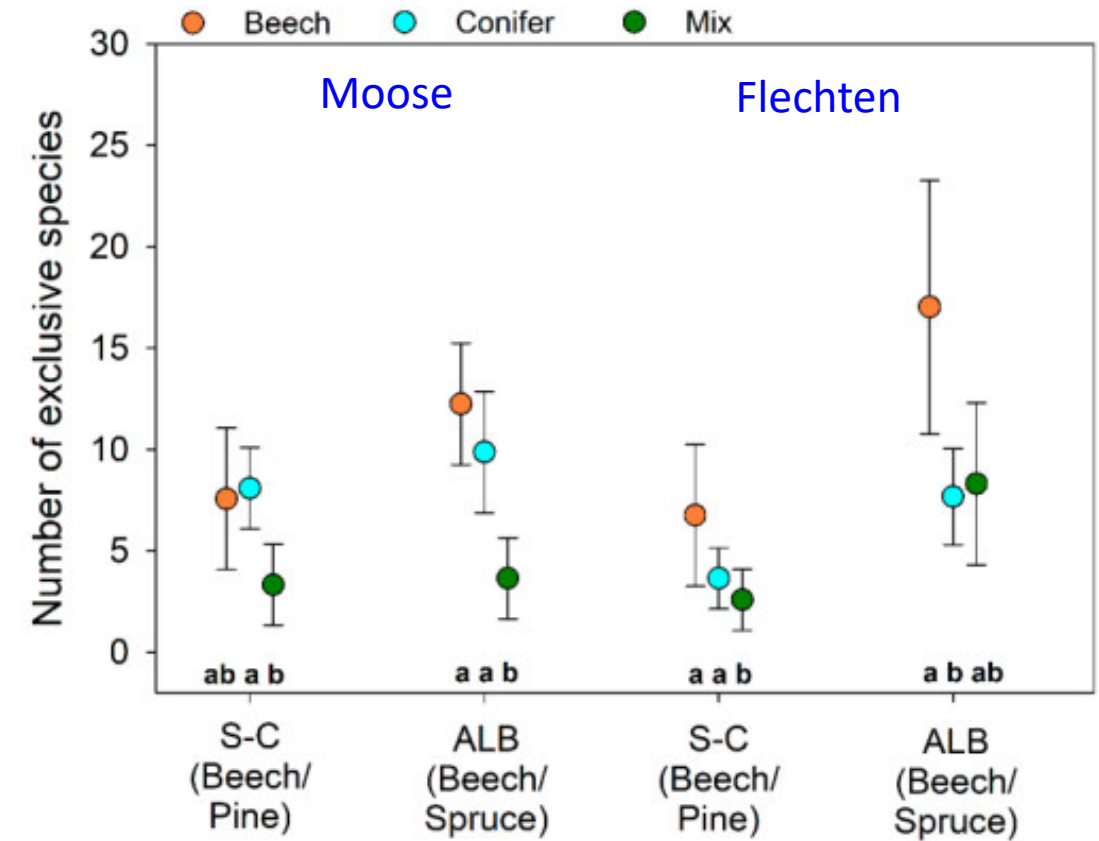 Beech Conifer Mix
30
25
20
15
10
5
0
Number of exclusive species
Moose
Flechten
ab a b
a a b
a a b
a b ab
S-C
(Beech/
Pine)
ALB
(Beech/
Spruce)
S-C
(Beech/
Pine)
ALB
(Beech/
Spruce)